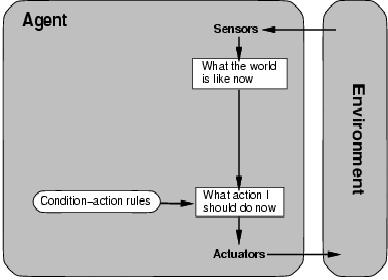 Agent
Sensors
What the world
is like now
Environment
Condition−action rules
What action I
should do now
Actuators